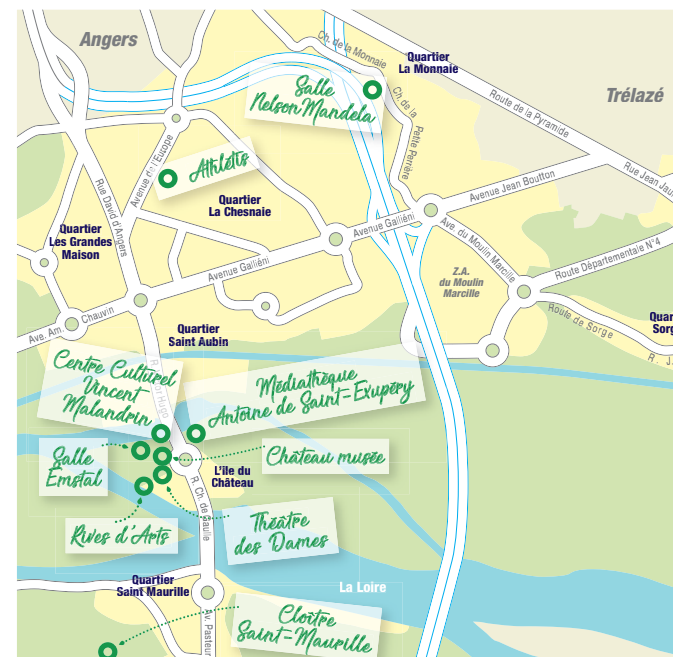 Angers
Ch. de la Monnaie
Quartier
La Monnaie
Salle
Nelson Mandela
Trélazé
Route de la Pyramide
Ch de la
Petite Perrière
Avenue de l'Europe
Athlétis
Rue David d'Angers
Quartier
La Chesnaie
Avenue Jean Boutton
Rue Jean Jau
Quartier
Les Grandes
Maison
Avenue Galliéni
Avenue Galliéni
Ave. du Moulin
Marcille
Route Départementale N°4
Z.A.
du Moulin
Marcille
Route de Sorge
Ave. Am. Chauvin
Quartier
Saint Aubin
Quar
Sorg
R. J.
Centre Culturel
Vincent
Malandrin
Médiathèque
Antoine de Saint-Exupéry
Salle
Emstal
Château musée
L'île du
Château
R. Ch. de Gaulle
Rives d'Arts
Théâtre
des Dames
Quartier
Saint Maurille
La Loire
Av. Pasteur
Cloître
Saint-Maurille